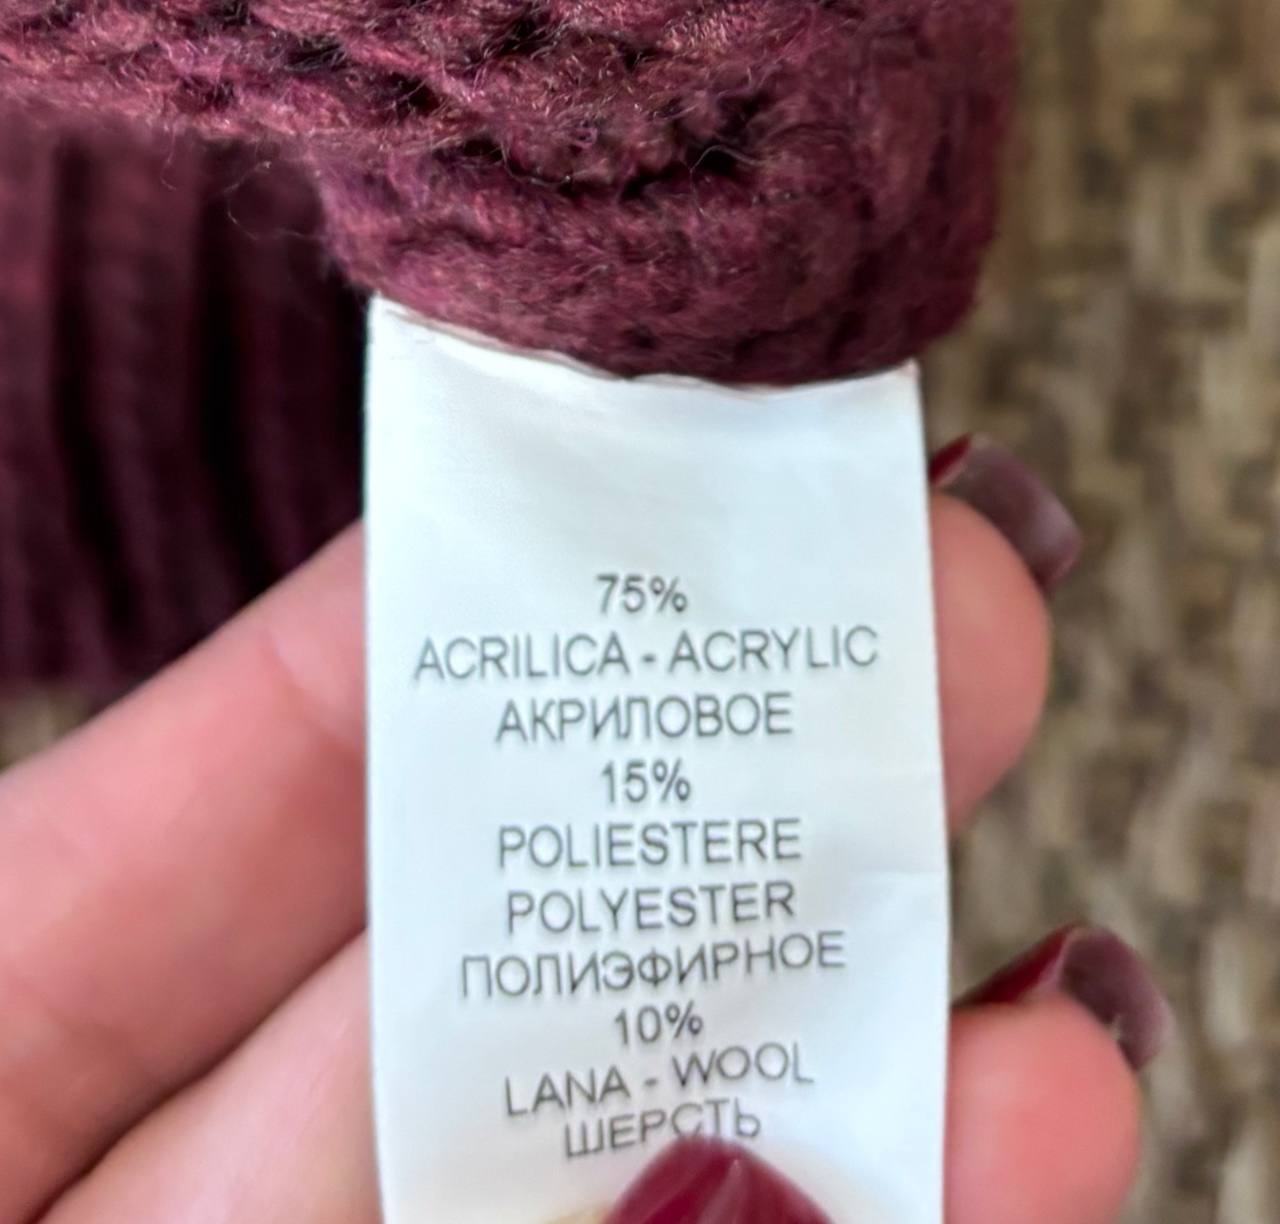 75%
ACRILICA - ACRYLIC
АКРИЛОВОЕ
15%
POLIESTERE
POLYESTER
ПОЛИЭФИРНОЕ
10%
LANA - WOOL
ШЕРСТЬ